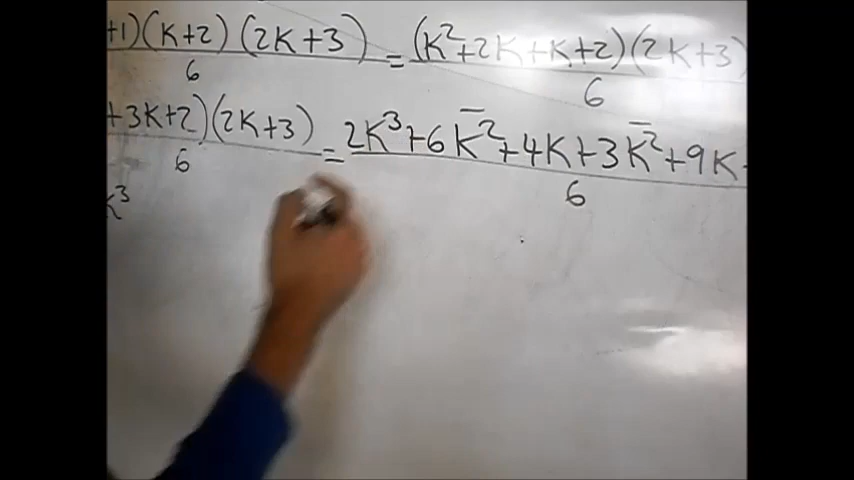 +1)(K+2)(2K+3)/6 = (K²+2K+K+2)(2K+3)/6
+3K+2)(2K+3)/6 = 2K³+6K²+4K+3K²+9K+/6
K³